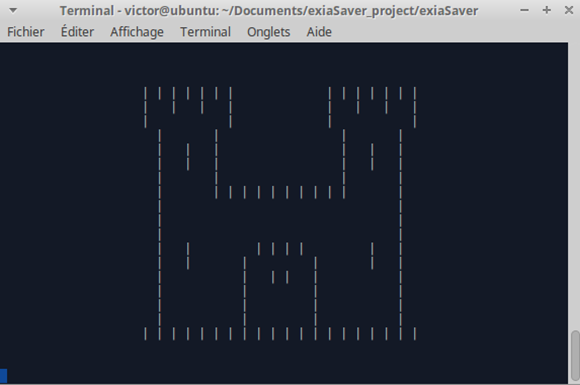 Terminal - victor@ubuntu: ~/Documents/exiaSaver_project/exiaSaver
Fichier Éditer Affichage Terminal Onglets Aide